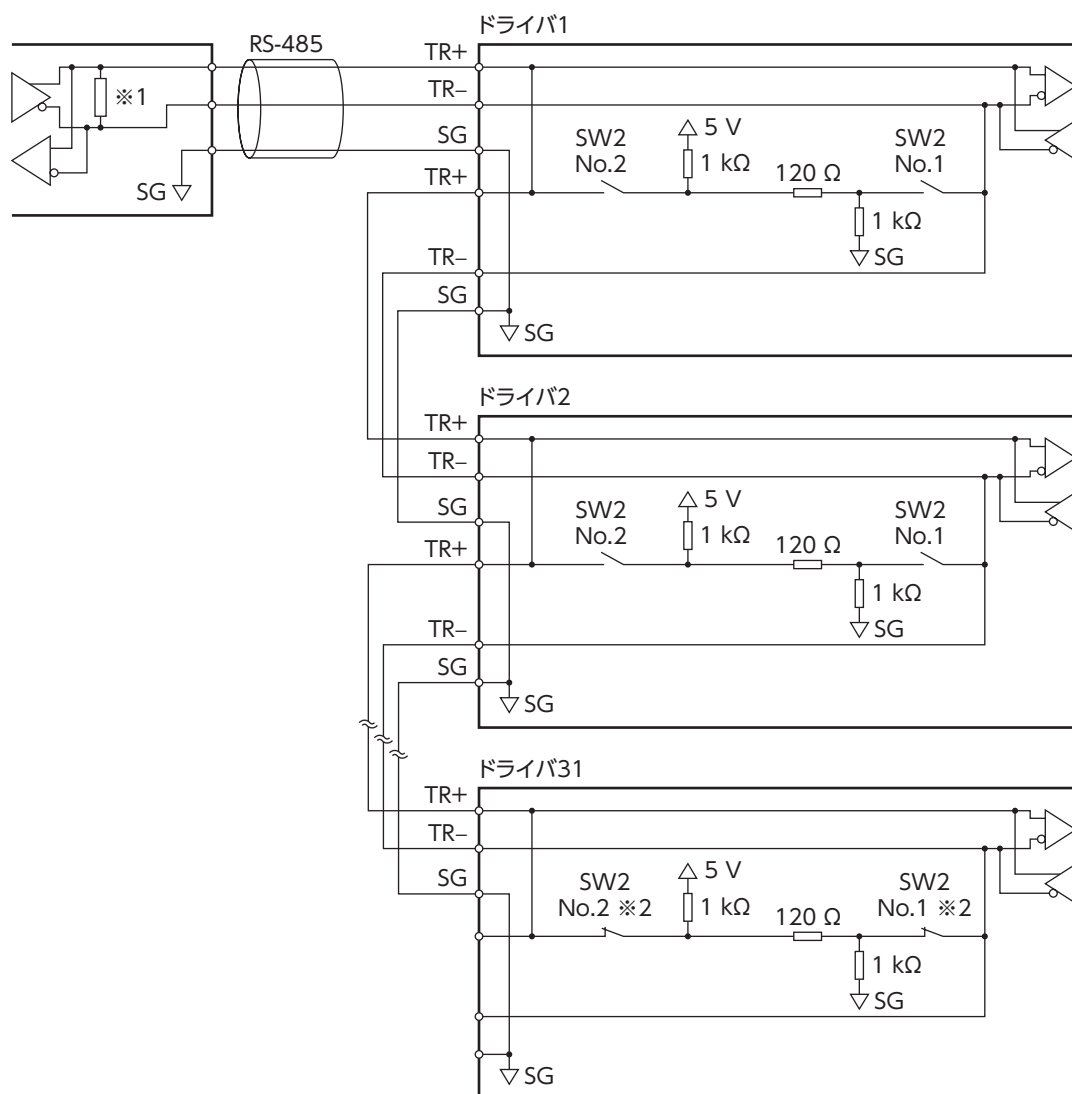 ドライバ1
RS-485
TR+
TR–
SG
TR+
TR–
SG
※1
SG
SW2
No.2
5 V
1 kΩ
120 Ω
SW2
No.1
1 kΩ
SG
SG
ドライバ2
TR+
TR–
SG
TR+
TR–
SG
SW2
No.2
5 V
1 kΩ
120 Ω
SW2
No.1
1 kΩ
SG
SG
ドライバ31
TR+
TR–
SG
SW2
No.2 ※2
5 V
1 kΩ
120 Ω
SW2
No.1 ※2
1 kΩ
SG
SG